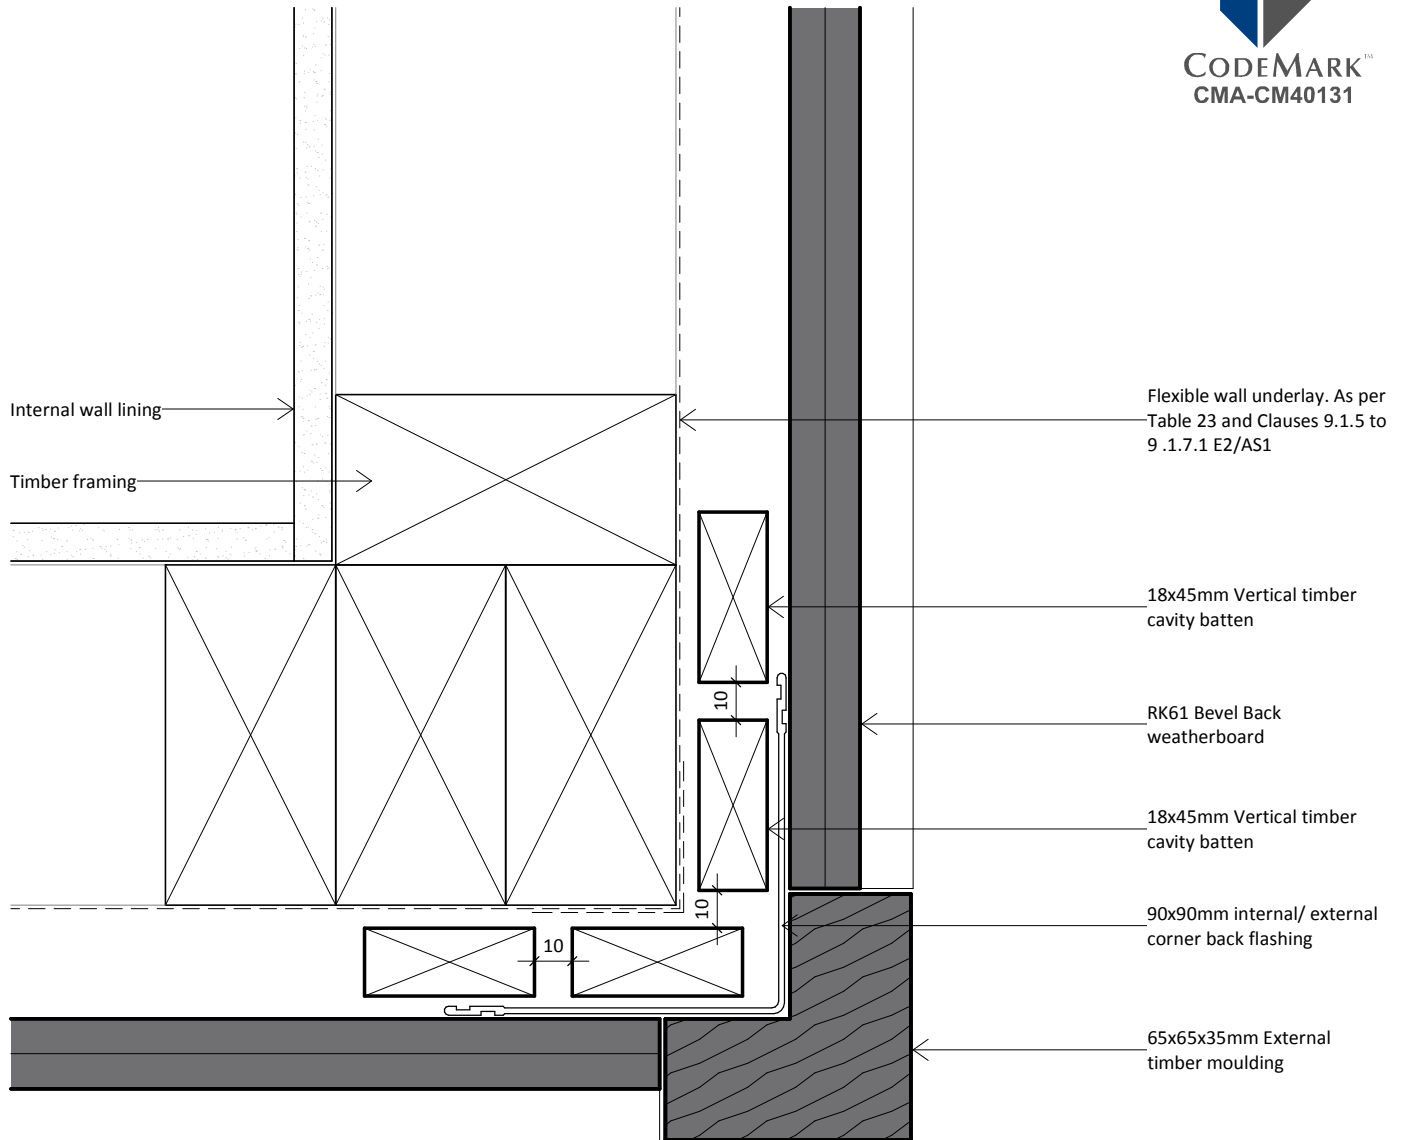 CODEMARK™
CMA-CM40131
Internal wall lining
Timber framing
Flexible wall underlay. As per
Table 23 and Clauses 9.1.5 to
9 .1.7.1 E2/AS1
18x45mm Vertical timber
cavity batten
10
RK61 Bevel Back
weatherboard
18x45mm Vertical timber
cavity batten
10
90x90mm internal/ external
corner back flashing
10
65x65x35mm External
timber moulding